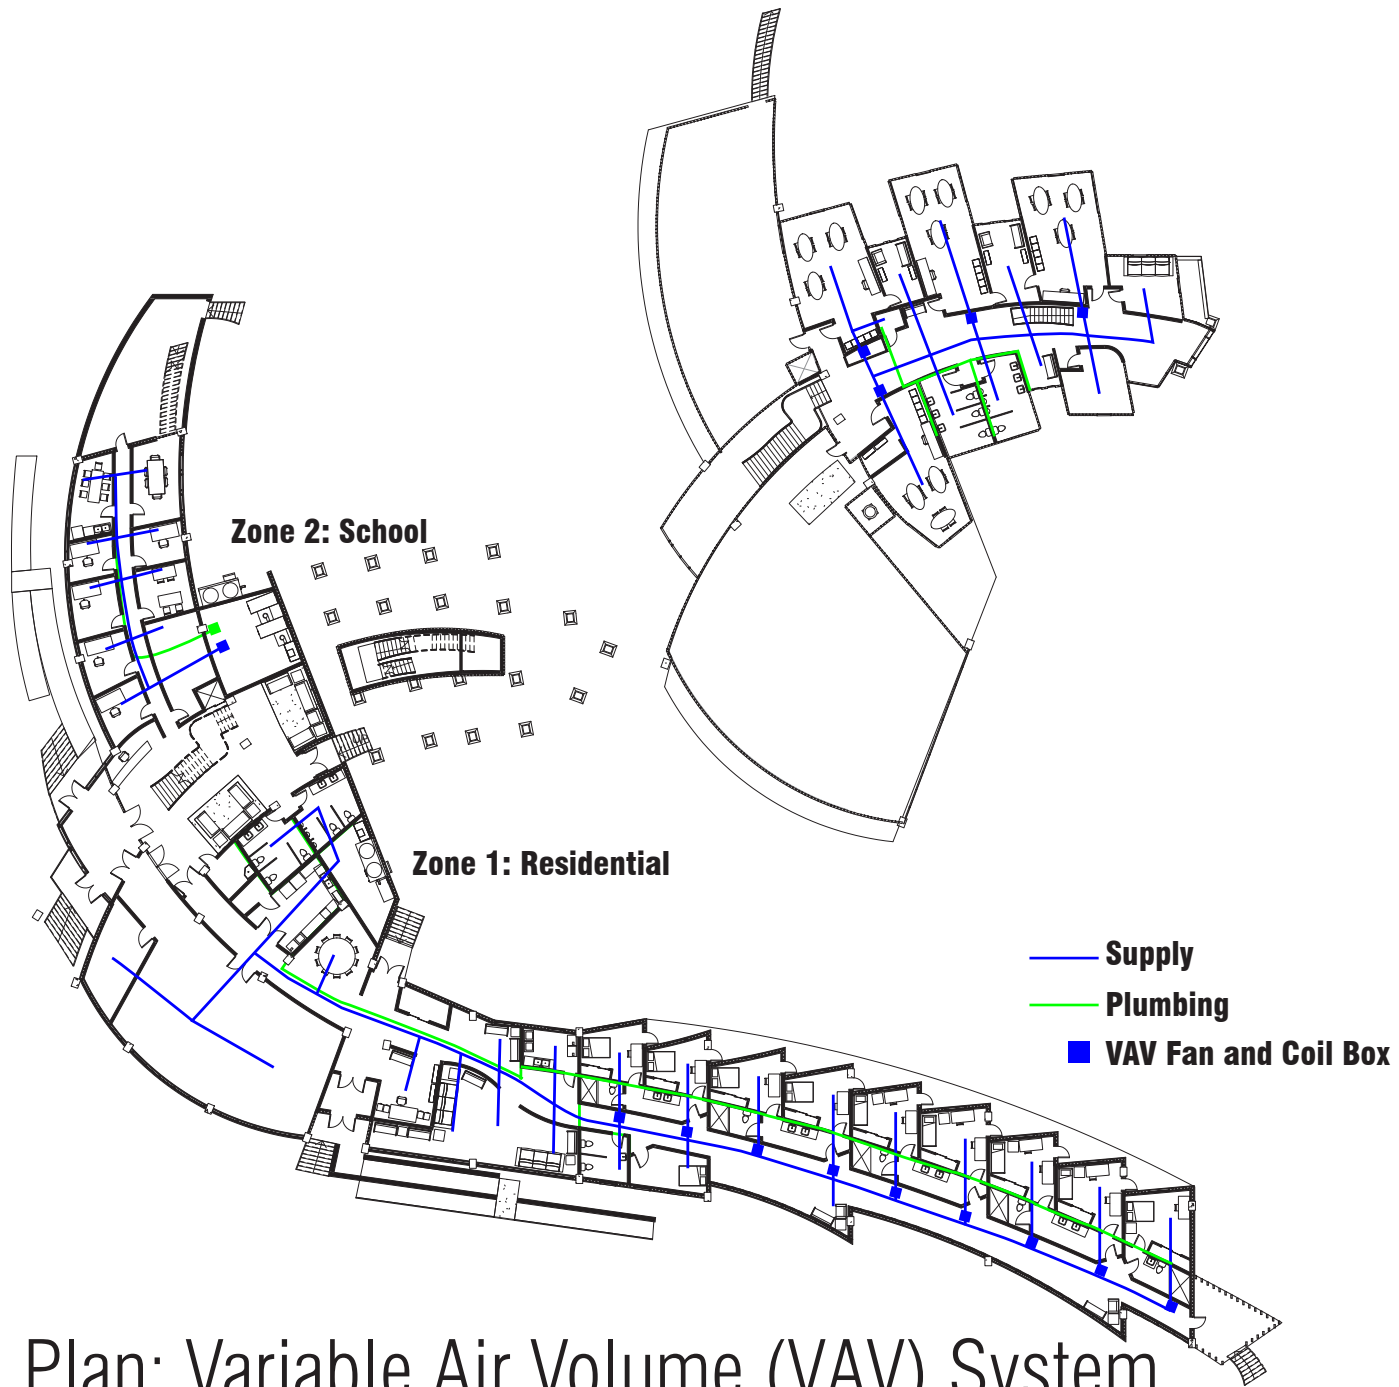 Zone 2: School
Zone 1: Residential
Supply
Plumbing
VAV Fan and Coil Box
Plan: Variable Air Volume (VAV) System